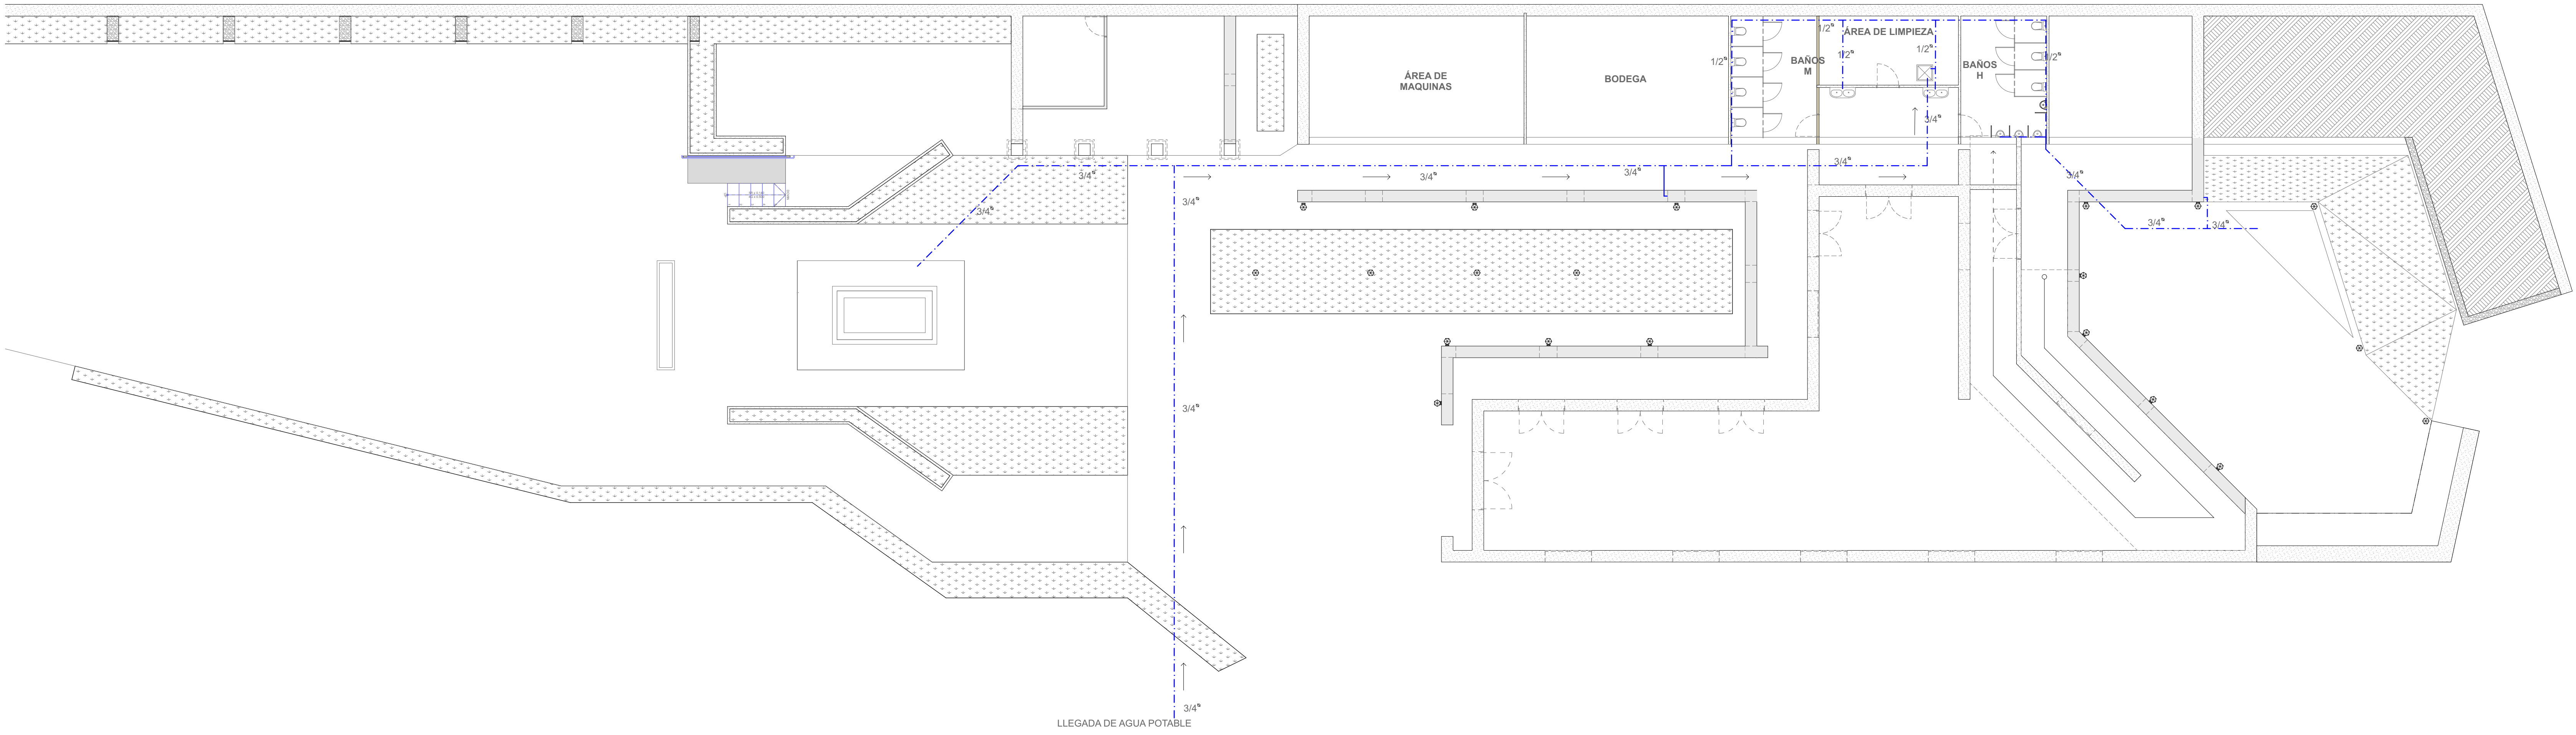 1/2"
ÁREA DE LIMPIEZA
1/2"
1/2"
1/2"
1/2"
BAÑOS
M
BAÑOS
H
ÁREA DE
MAQUINAS
BODEGA
3/4"
3/4"
3/4"
3/4"
3/4"
3/4"
3/4"
3/4"
3/4"
3/4"
3/4"
3/4"
LLEGADA DE AGUA POTABLE